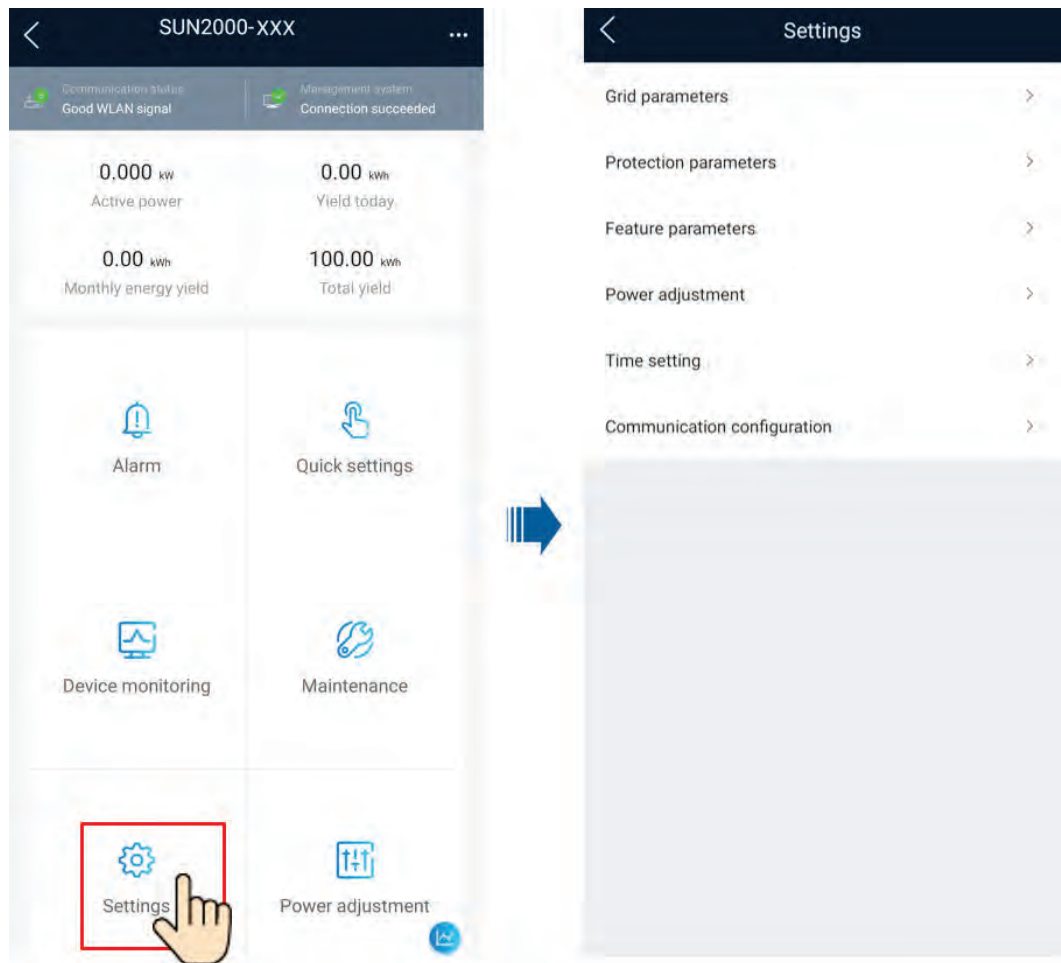 SUN2000-XXX
...
Communication status
Good WLAN signal
Management system
Connection succeeded
0.000 kW
Active power
0.00 kWh
Yield today
0.00 kWh
Monthly energy yield
100.00 kWh
Total yield
Alarm
Quick settings
Device monitoring
Maintenance
Settings
Power adjustment
Settings
Grid parameters
Protection parameters
Feature parameters
Power adjustment
Time setting
Communication configuration